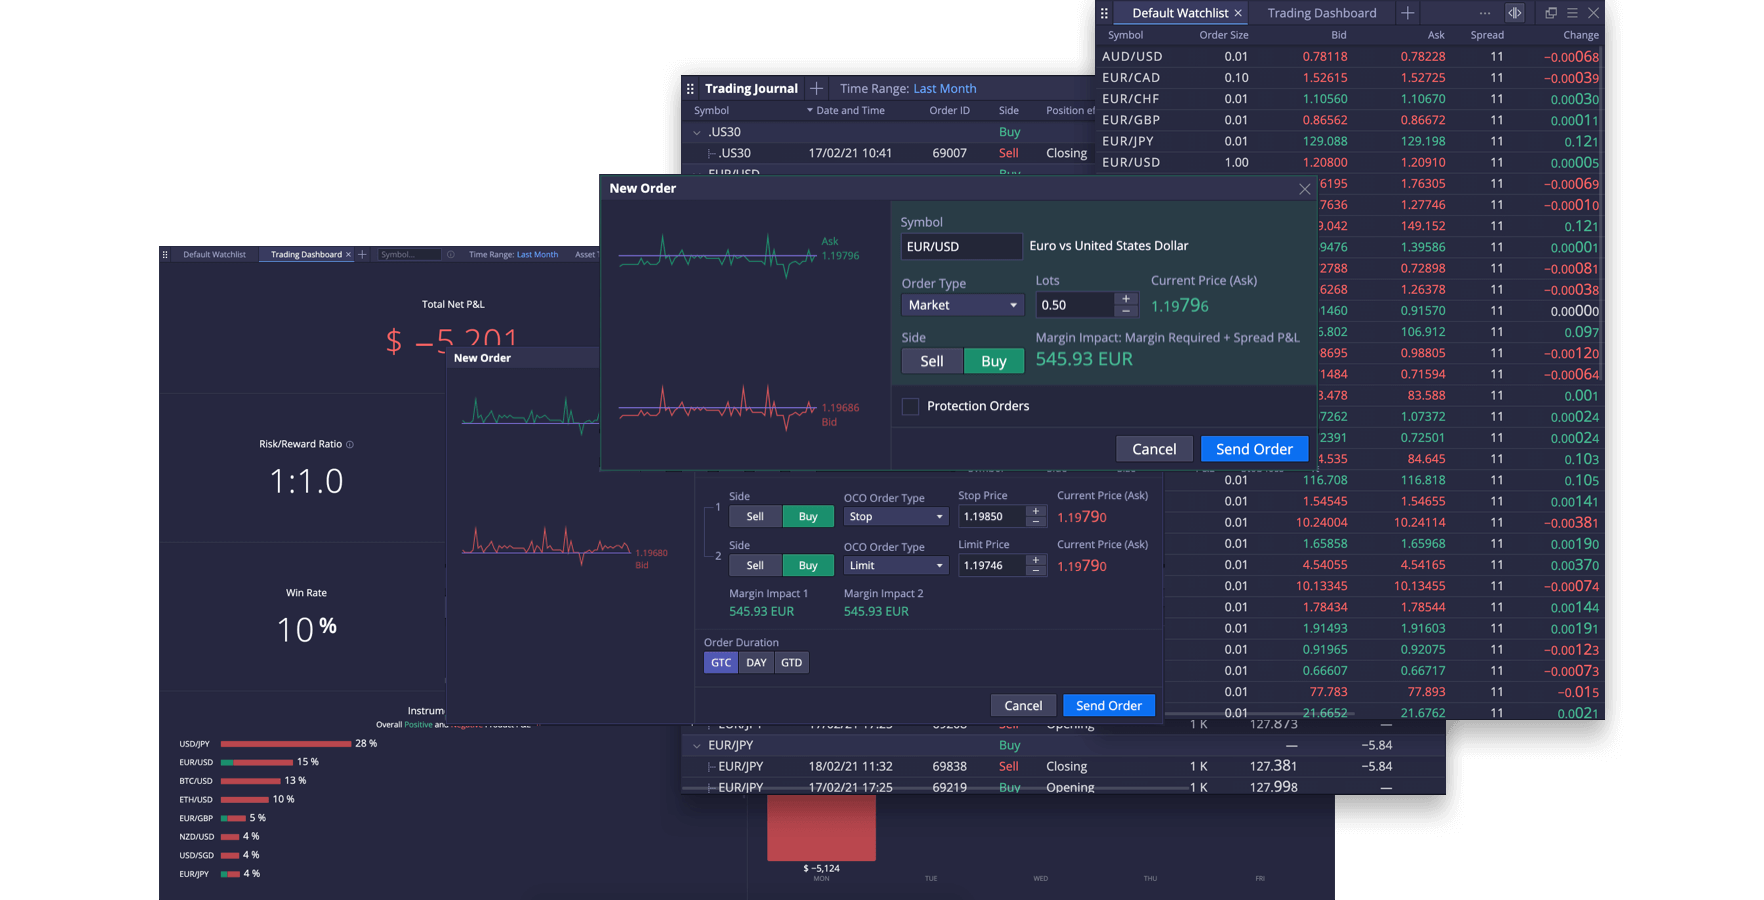 Default Watchlist × Trading Dashboard + ...
Symbol Order Size Bid Ask Spread Change
AUD/USD 0.01 0.78118 0.78228 11 −0.00068
EUR/CAD 0.10 1.52615 1.52725 11 −0.00039
EUR/CHF 0.01 1.10560 1.10670 11 0.00030
EUR/GBP 0.01 0.86562 0.86672 11 0.00011
EUR/JPY 0.01 129.088 129.198 11 0.121
EUR/USD 1.00 1.20800 1.20910 11 0.00005
6195 1.76305 11 −0.00069
7636 1.27746 11 −0.00010
9.042 149.152 11 0.121
9476 1.39586 11 0.00001
2788 0.72898 11 −0.00081
6268 1.26378 11 −0.00038
1460 0.91570 11 0.00000
6.802 106.912 11 0.097
8695 0.98805 11 −0.00120
1484 0.71594 11 −0.00064
3.478 83.588 11 0.001
7262 1.07372 11 0.00024
2391 0.72501 11 0.00024
4.535 84.645 11 0.103
0.01 116.708 116.818 11 0.105
0.01 1.54545 1.54655 11 0.00141
0.01 10.24004 10.24114 11 −0.00381
0.01 1.65858 1.65968 11 0.00190
0.01 4.54055 4.54165 11 0.00370
0.01 10.13345 10.13455 11 −0.00074
0.01 1.78434 1.78544 11 0.00144
0.01 1.91493 1.91603 11 0.00191
0.01 0.91965 0.92075 11 −0.00123
0.01 0.66607 0.66717 11 −0.00073
0.01 77.783 77.893 11 −0.015
0.01 21.6652 21.6762 11 0.0021
Trading Journal + Time Range: Last Month
Symbol Date and Time Order ID Side Position ef
.US30 Buy
.US30 17/02/21 10:41 69007 Sell Closing
EUR/USD Buy
New Order
Ask
1.19796
1.19686
Bid
Symbol
EUR/USD Euro vs United States Dollar
Order Type Lots Current Price (Ask)
Market 0.50 + − 1.19796
Side Margin Impact: Margin Required + Spread P&L
Sell Buy 545.93 EUR
Protection Orders
Cancel Send Order
Default Watchlist Trading Dashboard × + Symbol... Time Range: Last Month Asset T
Total Net P&L
$ −5,201
Risk/Reward Ratio
1:1.0
Win Rate
10 %
New Order
1.19680
Bid
Side OCO Order Type Stop Price Current Price (Ask)
1 Sell Buy Stop 1.19850 + − 1.19790
Side OCO Order Type Limit Price Current Price (Ask)
2 Sell Buy Limit 1.19746 + − 1.19790
Margin Impact 1 Margin Impact 2
545.93 EUR 545.93 EUR
Order Duration
GTC DAY GTD
Cancel Send Order
EUR/JPY 17/02/21 17:25 69208 Sell Opening 1 K 127.873 —
EUR/JPY Buy — −5.84
EUR/JPY 18/02/21 11:32 69838 Sell Closing 1 K 127.381 −5.84
EUR/JPY 17/02/21 17:25 69219 Buy Opening 1 K 127.998 —
Instrum
Overall Positive and Negative Product P&L
USD/JPY 28 %
EUR/USD 15 %
BTC/USD 13 %
ETH/USD 10 %
EUR/GBP 5 %
NZD/USD 4 %
USD/SGD 4 %
EUR/JPY 4 %
$ −5,124
MON TUE WED THU FRI